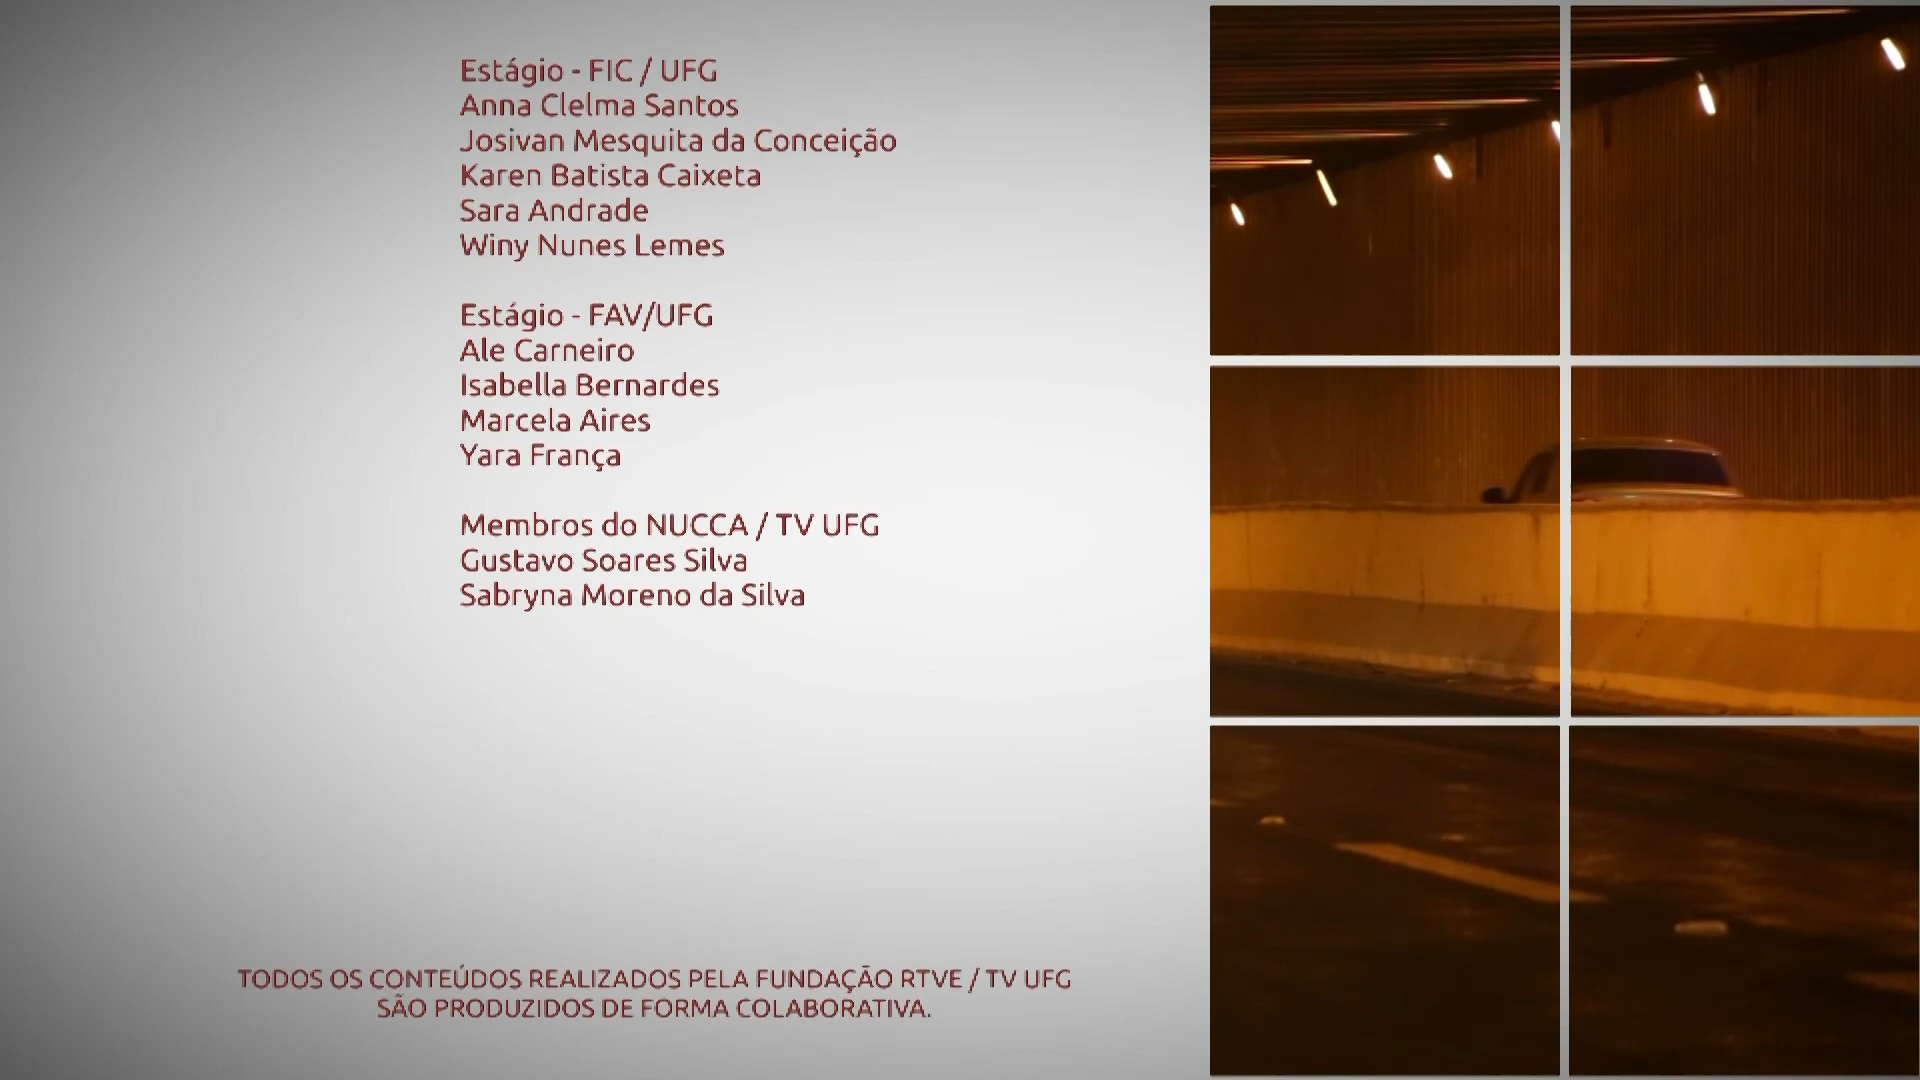 Estágio - FIC / UFG
Anna Clelma Santos
Josivan Mesquita da Conceição
Karen Batista Caixeta
Sara Andrade
Winy Nunes Lemes
Estágio - FAV/UFG
Ale Carneiro
Isabella Bernardes
Marcela Aires
Yara França
Membros do NUCCA / TV UFG
Gustavo Soares Silva
Sabryna Moreno da Silva
TODOS OS CONTEÚDOS REALIZADOS PELA FUNDAÇÃO RTVE / TV UFG
SÃO PRODUZIDOS DE FORMA COLABORATIVA.